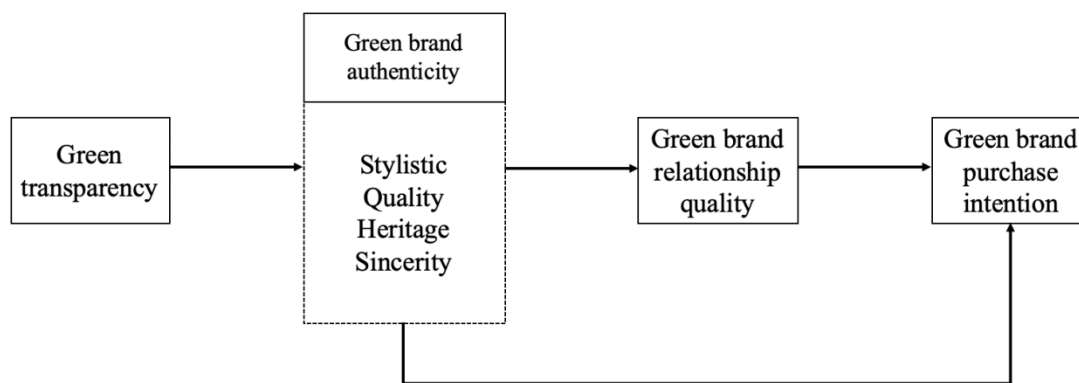 Green brand
authenticity
Green
transparency
Stylistic
Quality
Heritage
Sincerity
Green brand
relationship
quality
Green brand
purchase
intention